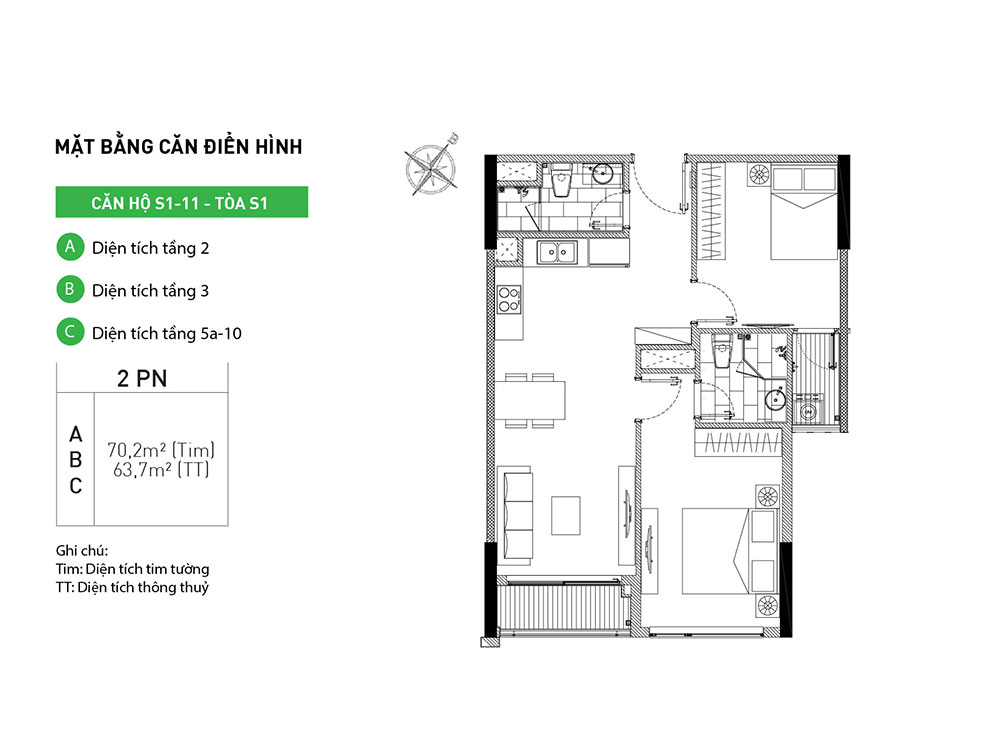 MẶT BẰNG CĂN ĐIỂN HÌNH
CĂN HỘ S1-11 - TÒA S1
A Diện tích tầng 2
B Diện tích tầng 3
C Diện tích tầng 5a-10
2 PN
A
B
C
70,2m² (Tim)
63,7m² (TT)
Ghi chú:
Tim: Diện tích tim tường
TT: Diện tích thông thuỷ